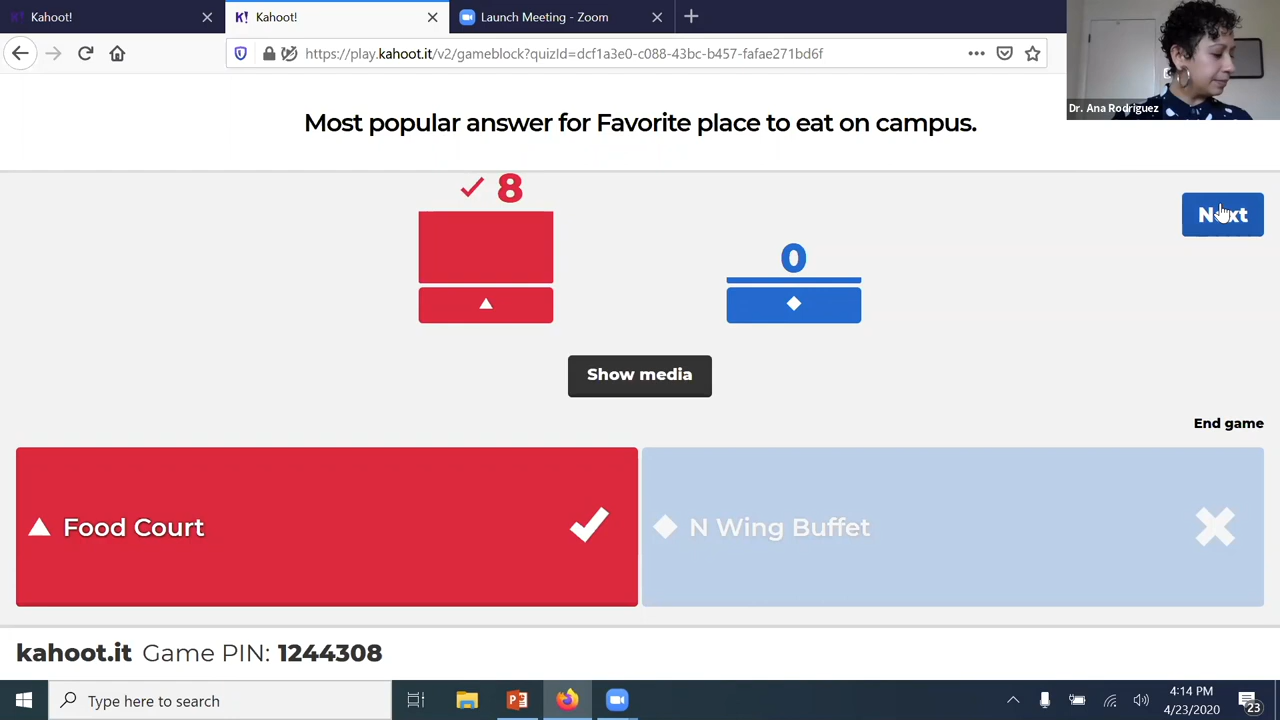 Kahoot!
Kahoot!
Launch Meeting - Zoom
https://play.kahoot.it/v2/gameblock?quizId=dcf1a3e0-c088-43bc-b457-fafae271bd6f
Dr. Ana Rodriguez
Most popular answer for Favorite place to eat on campus.
8
0
Next
Show media
End game
Food Court
N Wing Buffet
kahoot.it Game PIN: 1244308
Type here to search
4:14 PM
4/23/2020
23